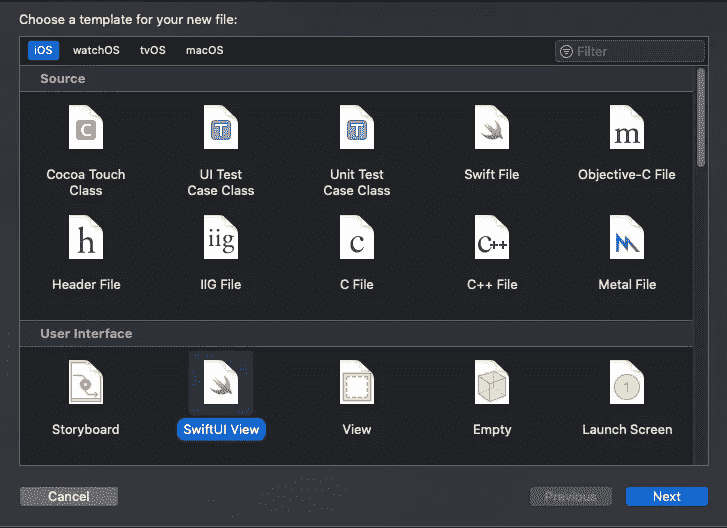 Choose a template for your new file:
iOS watchOS tvOS macOS Filter
Source
C T T m
Cocoa Touch Class
UI Test Case Class
Unit Test Case Class
Swift File
Objective-C File
h iig c C++
Header File
IIG File
C File
C++ File
Metal File
User Interface
1
Storyboard
SwiftUI View
View
Empty
Launch Screen
Cancel Previous Next